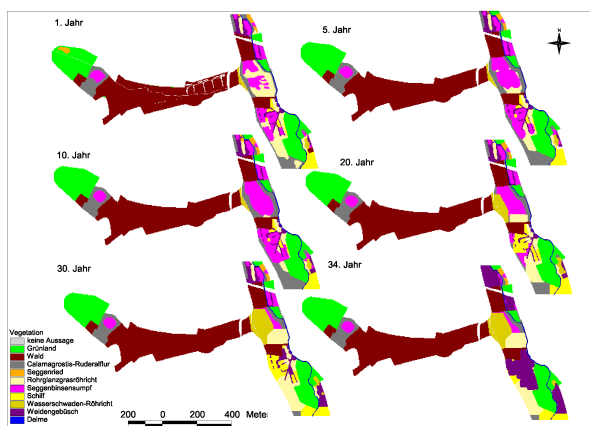 1. Jahr
5. Jahr
N
10. Jahr
20. Jahr
30. Jahr
34. Jahr
Vegetation
keine Aussage
Grünland
Wald
Calamagrostis-Ruderalflur
Seggenried
Rohrglanzgrasröhricht
Seggenbinsensumpf
Schilf
Wasserschwaden-Röhricht
Weidengebüsch
Delme
200 0 200 400 Meter